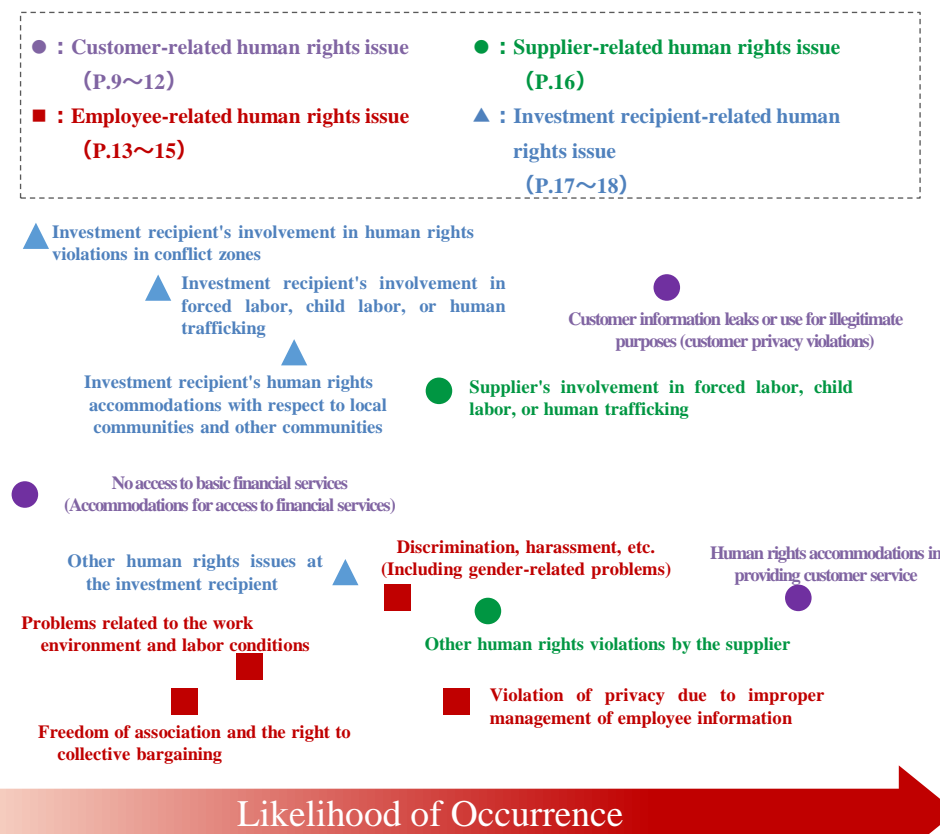 ● : Customer-related human rights issue
(P.9～12)
■ : Employee-related human rights issue
(P.13～15)
● : Supplier-related human rights issue
(P.16)
▲ : Investment recipient-related human
rights issue
(P.17～18)
Investment recipient's involvement in human rights
violations in conflict zones
Investment recipient's involvement in
forced labor, child labor, or human
trafficking
Customer information leaks or use for illegitimate
purposes (customer privacy violations)
Investment recipient's human rights
accommodations with respect to local
communities and other communities
Supplier's involvement in forced labor, child
labor, or human trafficking
No access to basic financial services
(Accommodations for access to financial services)
Other human rights issues at
the investment recipient
Discrimination, harassment, etc.
(Including gender-related problems)
Human rights accommodations in
providing customer service
Problems related to the work
environment and labor conditions
Other human rights violations by the supplier
Freedom of association and the right to
collective bargaining
Violation of privacy due to improper
management of employee information
Likelihood of Occurrence